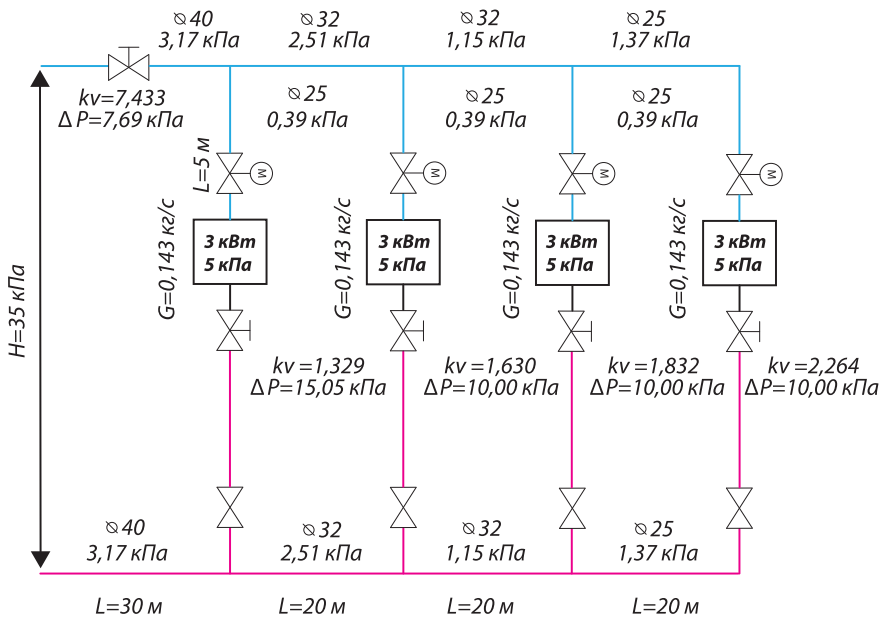 ⌀40
3,17 кПа
⌀32
2,51 кПа
⌀32
1,15 кПа
⌀25
1,37 кПа
kv=7,433
Δ P=7,69 кПа
⌀25
0,39 кПа
⌀25
0,39 кПа
⌀25
0,39 кПа
L=5 м
M
M
M
M
G=0,143 кг/с
3 кВт
5 кПа
G=0,143 кг/с
3 кВт
5 кПа
G=0,143 кг/с
3 кВт
5 кПа
G=0,143 кг/с
3 кВт
5 кПа
H=35 кПа
kv =1,329
Δ P=15,05 кПа
kv =1,630
Δ P=10,00 кПа
kv =1,832
Δ P=10,00 кПа
kv =2,264
Δ P=10,00 кПа
⌀40
3,17 кПа
⌀32
2,51 кПа
⌀32
1,15 кПа
⌀25
1,37 кПа
L=30 м
L=20 м
L=20 м
L=20 м